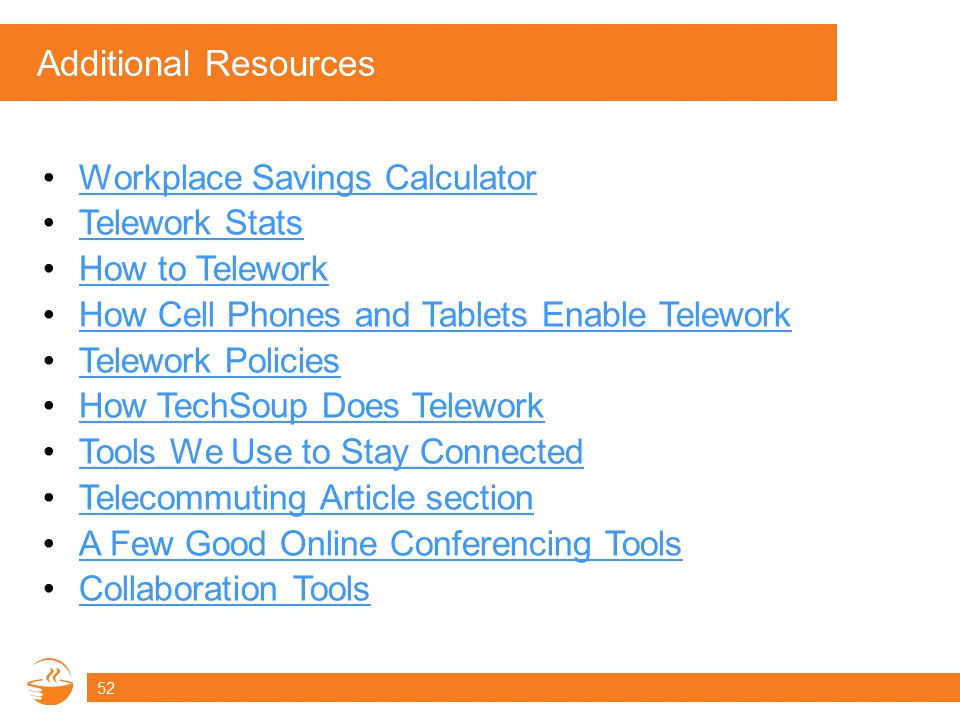 Additional Resources
• Workplace Savings Calculator
• Telework Stats
• How to Telework
• How Cell Phones and Tablets Enable Telework
• Telework Policies
• How TechSoup Does Telework
• Tools We Use to Stay Connected
• Telecommuting Article section
• A Few Good Online Conferencing Tools
• Collaboration Tools
52